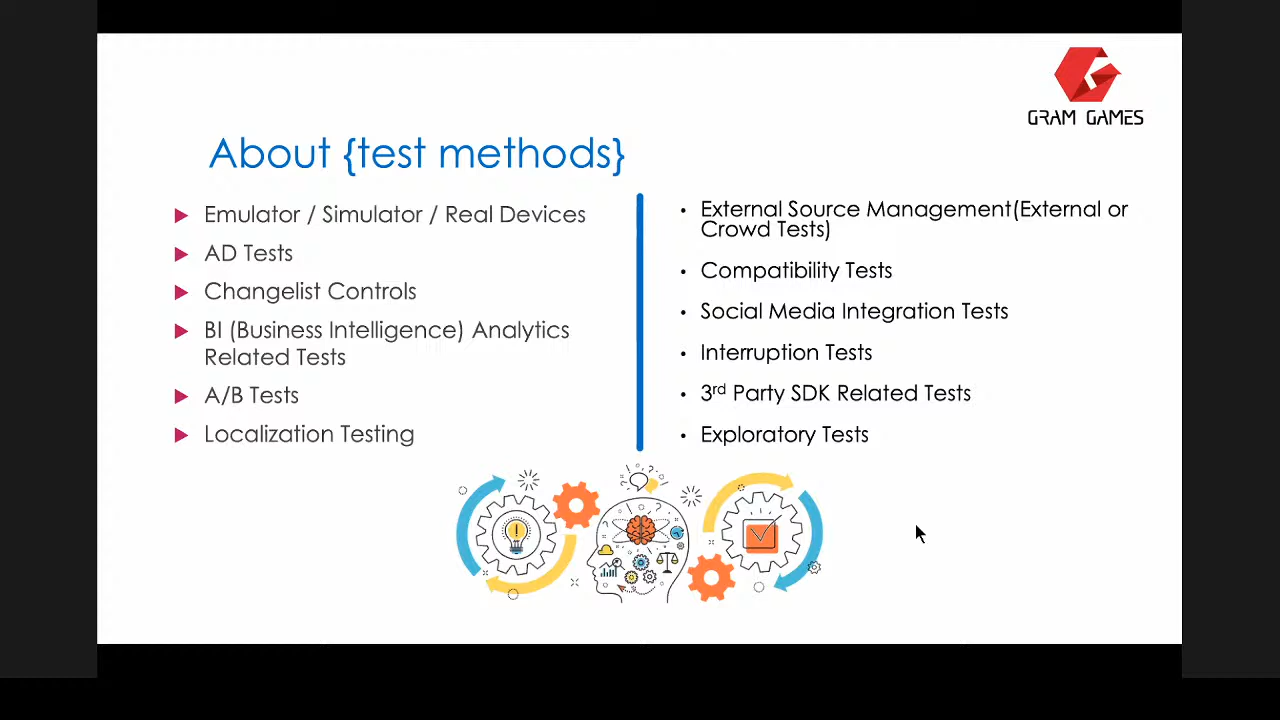 GRAM GAMES
About {test methods}
Emulator / Simulator / Real Devices
AD Tests
Changelist Controls
BI (Business Intelligence) Analytics
Related Tests
A/B Tests
Localization Testing
External Source Management(External or
Crowd Tests)
Compatibility Tests
Social Media Integration Tests
Interruption Tests
3rd Party SDK Related Tests
Exploratory Tests